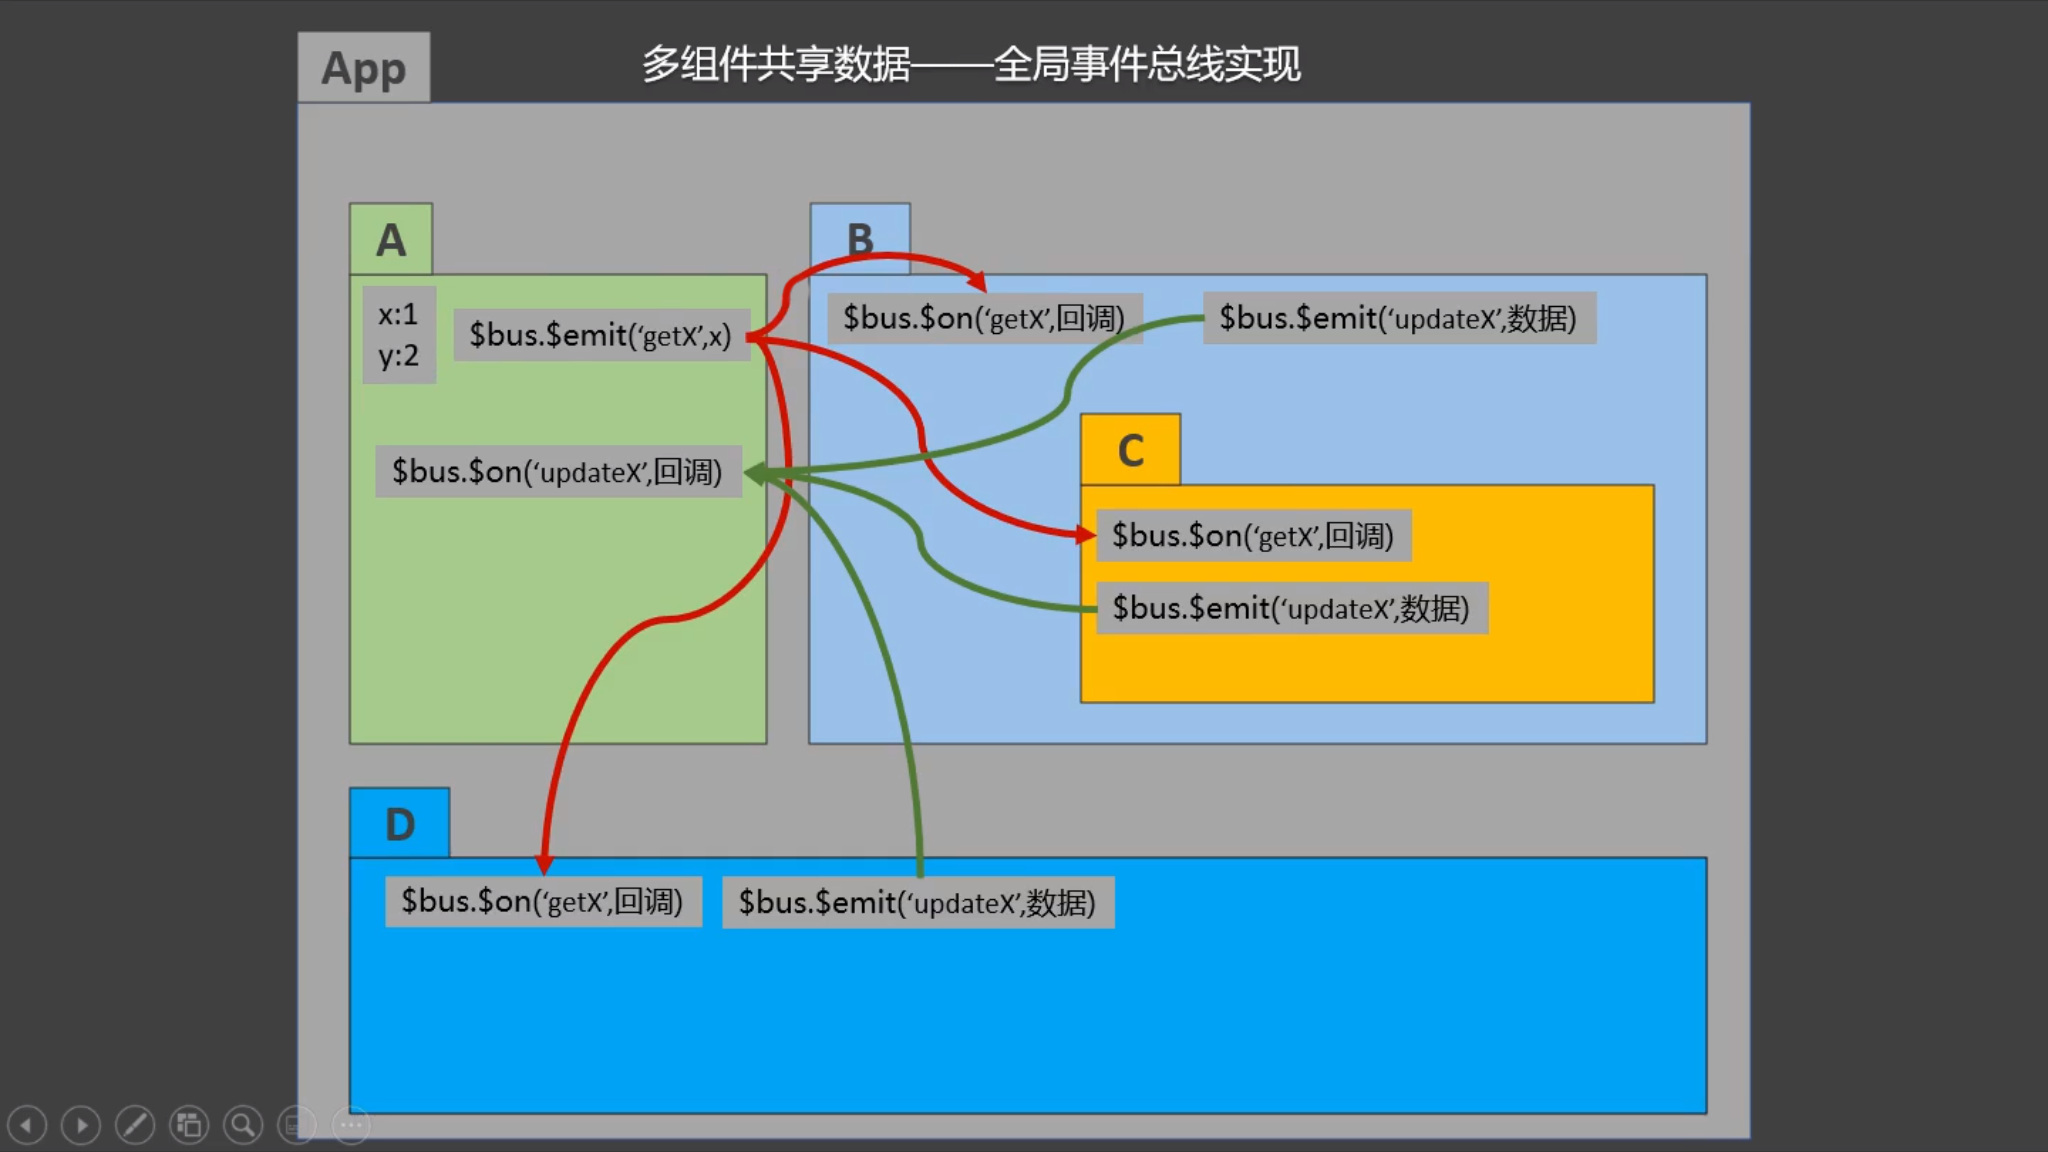 App
多组件共享数据——全局事件总线实现
A
B
x:1
y:2
$bus.$emit(‘getX’,x)
$bus.$on(‘getX’,回调)
$bus.$emit(‘updateX’,数据)
$bus.$on(‘updateX’,回调)
C
$bus.$on(‘getX’,回调)
$bus.$emit(‘updateX’,数据)
D
$bus.$on(‘getX’,回调)
$bus.$emit(‘updateX’,数据)